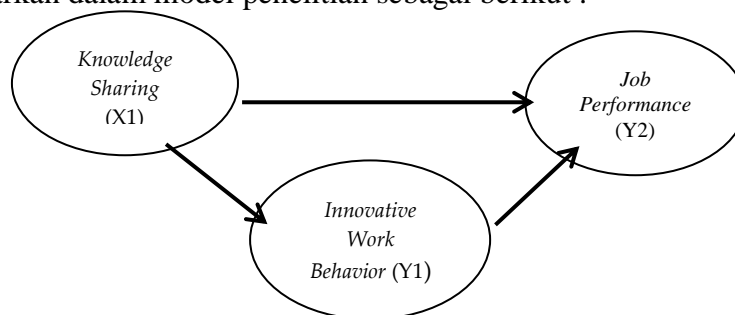 dalam model penelitian sebagai berikut :
Knowledge
Sharing
(X1)
Job
Performance
(Y2)
Innovative
Work
Behavior (Y1)